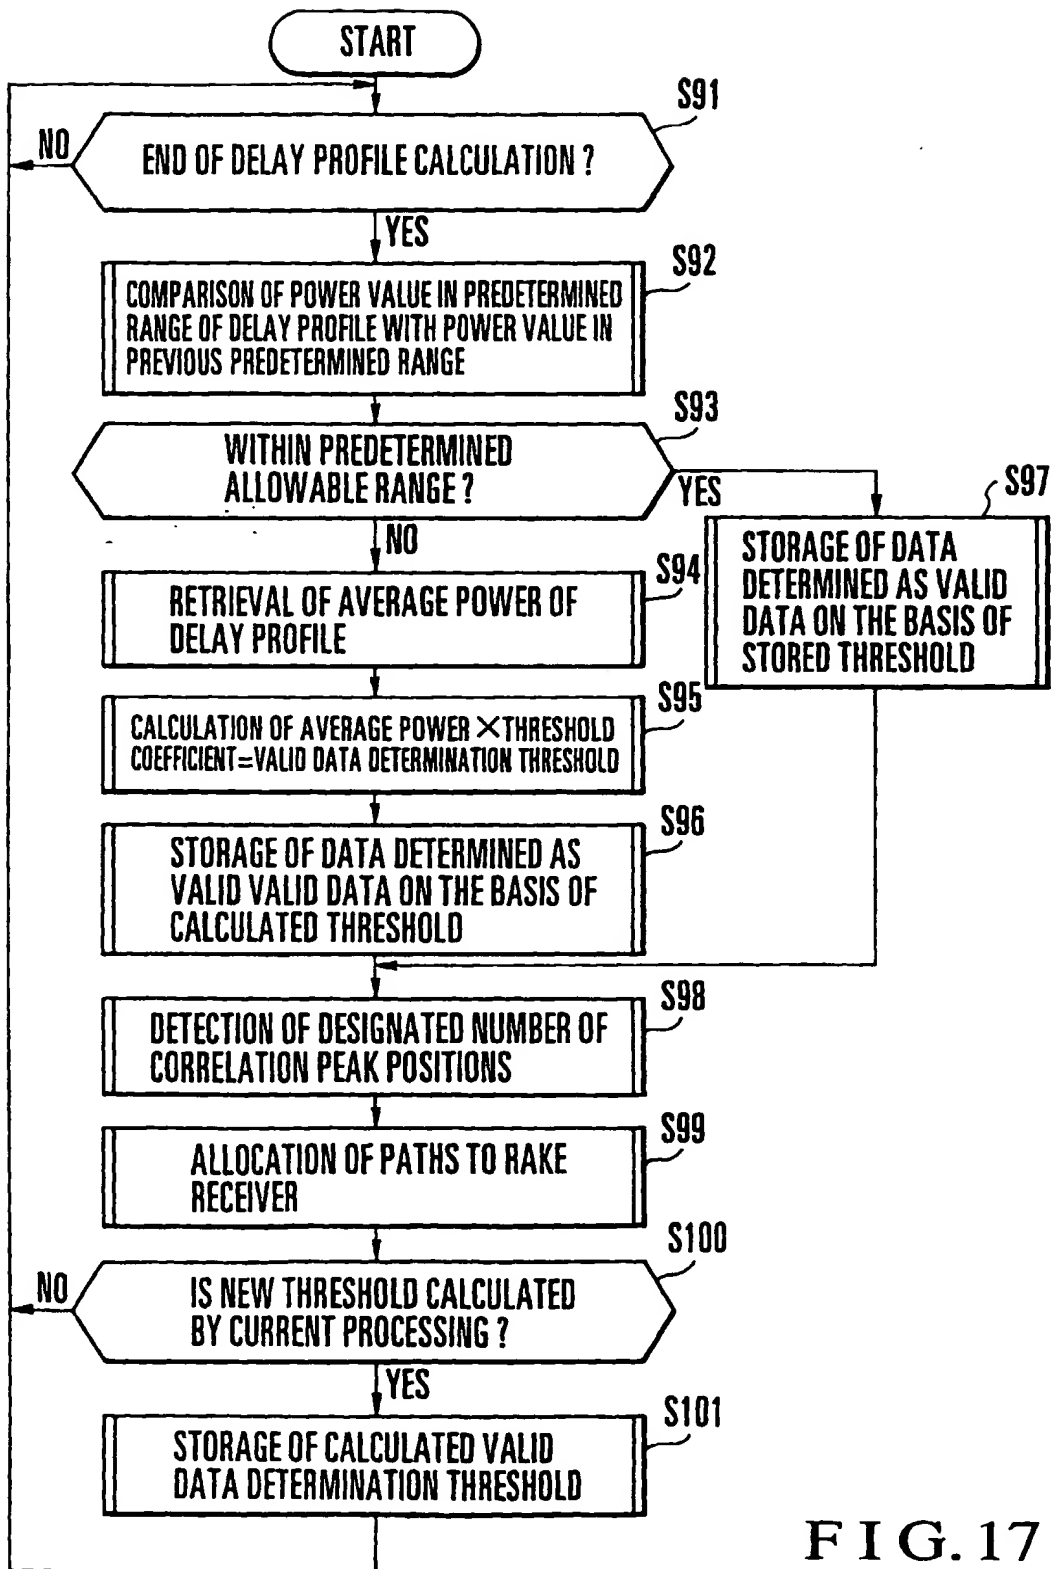 START
S91
NO
END OF DELAY PROFILE CALCULATION ?
YES
S92
COMPARISON OF POWER VALUE IN PREDETERMINED
RANGE OF DELAY PROFILE WITH POWER VALUE IN
PREVIOUS PREDETERMINED RANGE
S93
WITHIN PREDETERMINED
ALLOWABLE RANGE ?
YES
S97
NO
STORAGE OF DATA
DETERMINED AS VALID
DATA ON THE BASIS OF
STORED THRESHOLD
S94
RETRIEVAL OF AVERAGE POWER OF
DELAY PROFILE
S95
CALCULATION OF AVERAGE POWER × THRESHOLD
COEFFICIENT=VALID DATA DETERMINATION THRESHOLD
S96
STORAGE OF DATA DETERMINED AS
VALID VALID DATA ON THE BASIS OF
CALCULATED THRESHOLD
S98
DETECTION OF DESIGNATED NUMBER OF
CORRELATION PEAK POSITIONS
S99
ALLOCATION OF PATHS TO RAKE
RECEIVER
S100
NO
IS NEW THRESHOLD CALCULATED
BY CURRENT PROCESSING ?
YES
S101
STORAGE OF CALCULATED VALID
DATA DETERMINATION THRESHOLD
FIG. 17